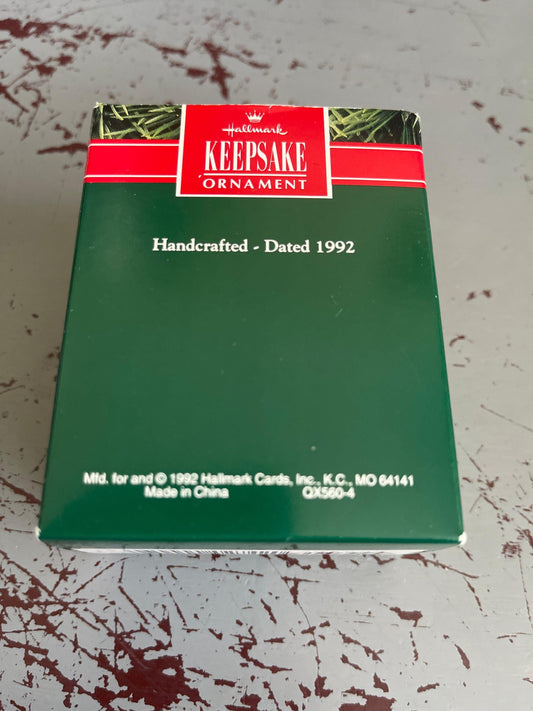 Hallmark
KEEPSAKE
ORNAMENT
Handcrafted - Dated 1992
Mfd. for and © 1992 Hallmark Cards, Inc., K.C., MO 64141
Made in China QX560-4